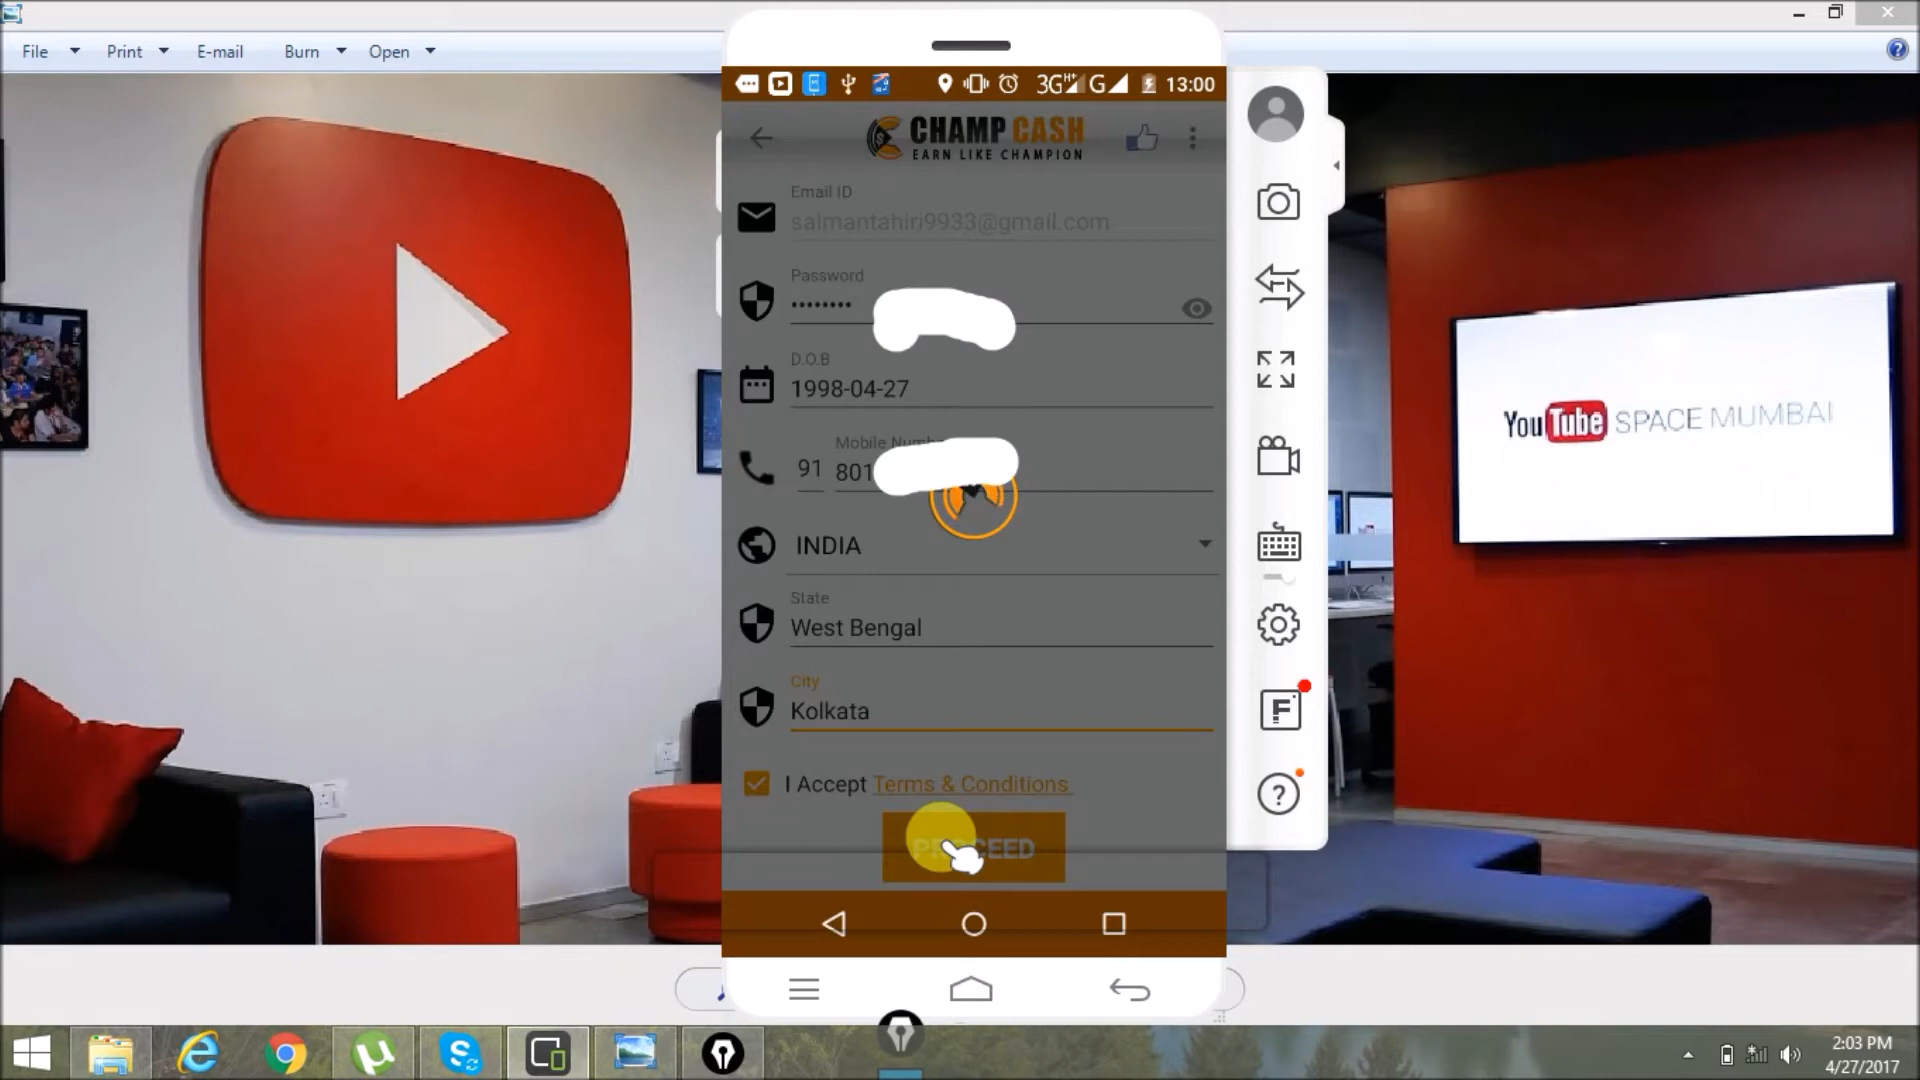 File
Print
E-mail
Burn
Open
3G
H+
G
13:00
CHAMP CASH
EARN LIKE CHAMPION
Email ID
salmantahiri9933@gmail.com
Password
••••••••
D.O.B
1998-04-27
91
801
INDIA
State
West Bengal
City
Kolkata
I Accept Terms & Conditions
PROCEED
F
?
YouTube SPACE MUMBAI
2:03 PM
4/27/2017